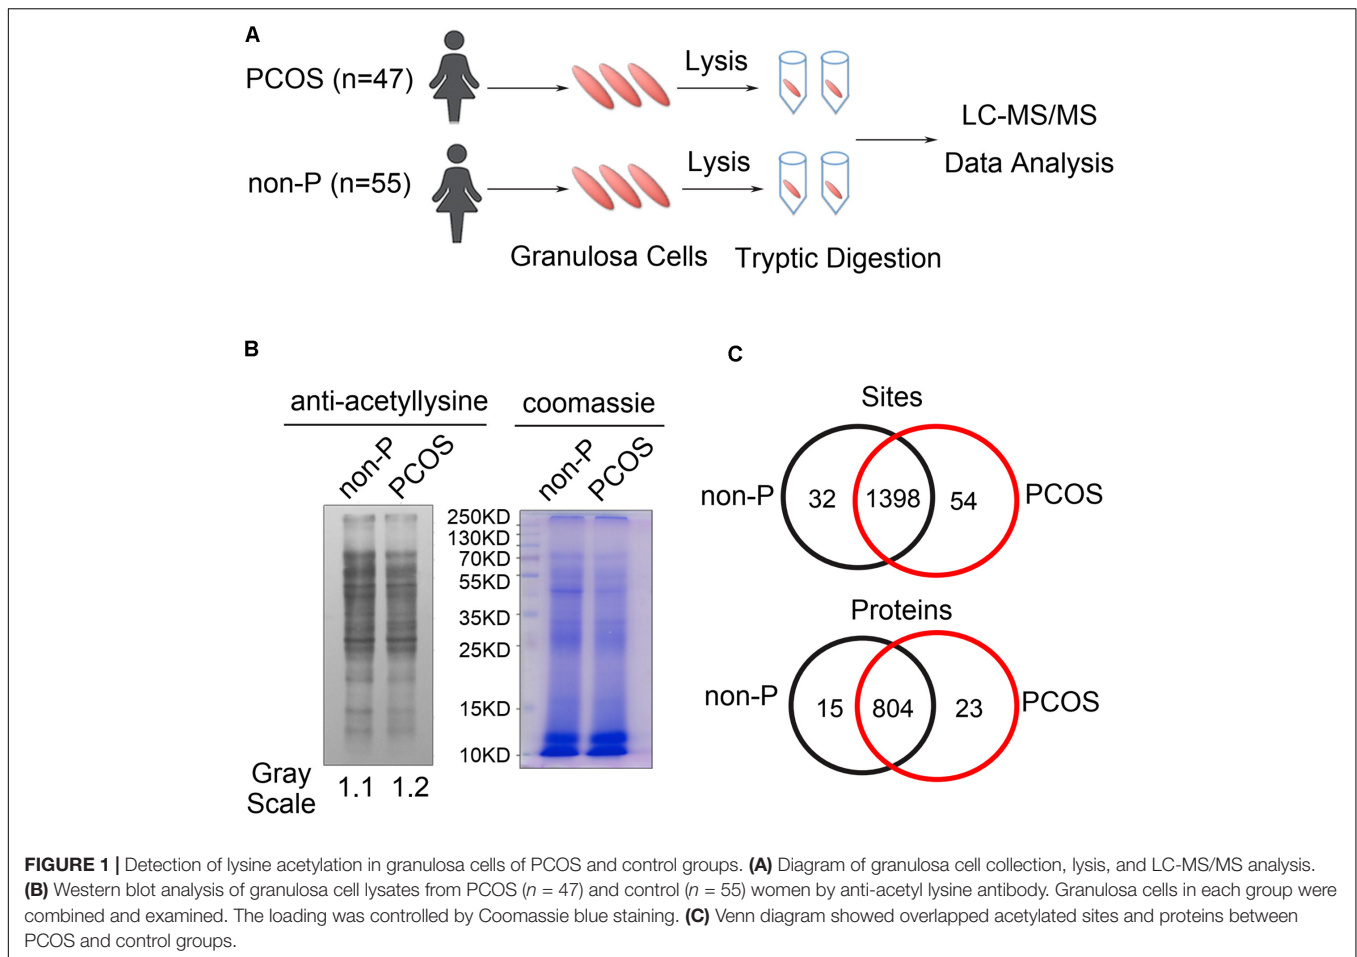 A
PCOS (n=47)
Lysis
LC-MS/MS
Data Analysis
non-P (n=55)
Lysis
Granulosa Cells
Tryptic Digestion
B
anti-acetyllysine
coomassie
non-P
PCOS
non-P
PCOS
250KD
130KD
70KD
55KD
35KD
25KD
15KD
10KD
Gray
Scale
1.1
1.2
C
Sites
non-P
32
1398
54
PCOS
Proteins
non-P
15
804
23
PCOS
FIGURE 1 | Detection of lysine acetylation in granulosa cells of PCOS and control groups. (A) Diagram of granulosa cell collection, lysis, and LC-MS/MS analysis.
(B) Western blot analysis of granulosa cell lysates from PCOS (n = 47) and control (n = 55) women by anti-acetyl lysine antibody. Granulosa cells in each group were
combined and examined. The loading was controlled by Coomassie blue staining. (C) Venn diagram showed overlapped acetylated sites and proteins between
PCOS and control groups.